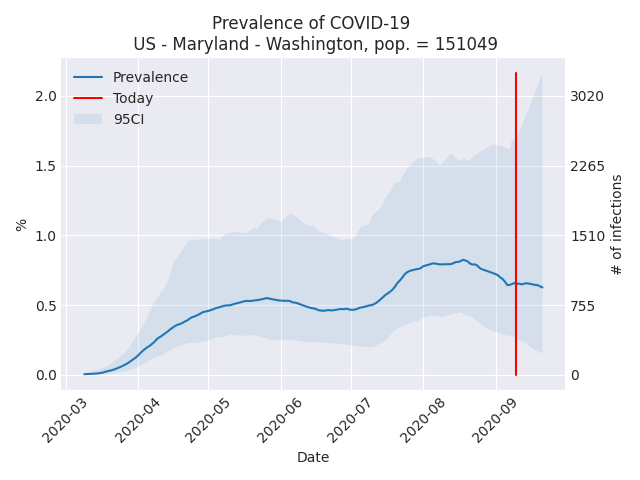 Prevalence of COVID-19
US - Maryland - Washington, pop. = 151049
Prevalence
Today
95CI
2.0
1.5
1.0
0.5
0.0
%
3020
2265
1510
755
0
# of infections
2020-03
2020-04
2020-05
2020-06
2020-07
2020-08
2020-09
Date